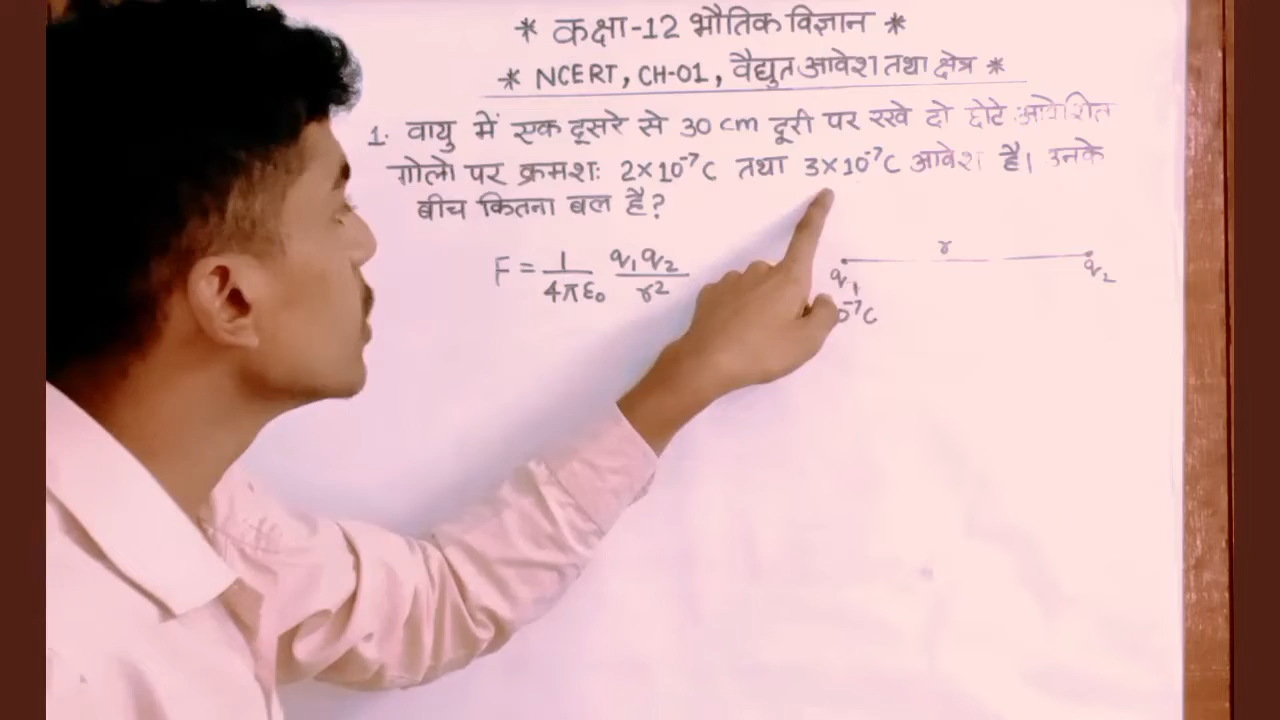 * कक्षा-12 भौतिक विज्ञान *
* NCERT, CH-01, वैद्युत आवेश तथा क्षेत्र *
1. वायु में एक दूसरे से 30 cm दूरी पर रखे दो छोटे आवेशित
गोलो पर क्रमशः 2×10⁻⁷C तथा 3×10⁻⁷C आवेश है। उनके
बीच कितना बल है?
F = 1/4πε₀ q₁q₂/r²
r
q₁ q₂
⁻⁷C